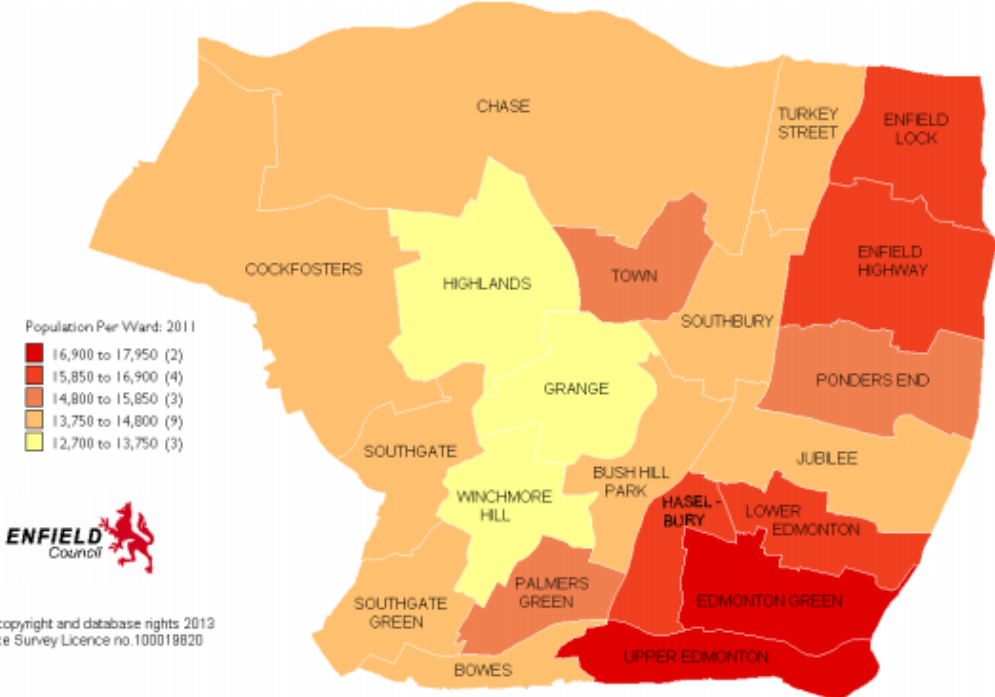 CHASE
TURKEY
STREET
ENFIELD
LOCK
ENFIELD
HIGHWAY
COCKFOSTERS
HIGHLANDS
TOWN
SOUTHBURY
Population Per Ward: 2011
16,900 to 17,950 (2)
15,850 to 16,900 (4)
14,800 to 15,850 (3)
13,750 to 14,800 (9)
12,700 to 13,750 (3)
PONDERS END
GRANGE
SOUTHGATE
JUBILEE
BUSH HILL
PARK
WINCHMORE
HILL
HASEL-
BURY
LOWER
EDMONTON
ENFIELD
Council
PALMERS
GREEN
EDMONTON GREEN
SOUTHGATE
GREEN
copyright and database rights 2013
ce Survey Licence no.100019820
UPPER EDMONTON
BOWES